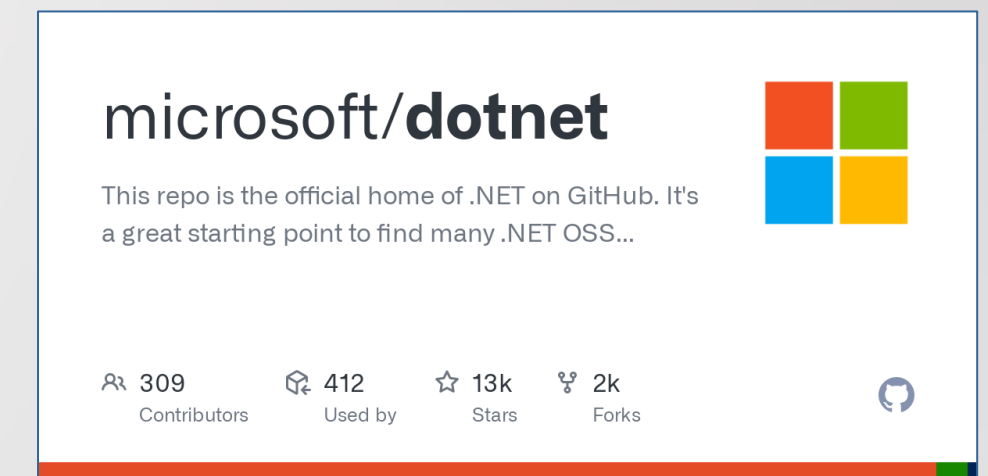 microsoft/dotnet
This repo is the official home of .NET on GitHub. It's
a great starting point to find many .NET OSS...
309 412 13k 2k
Contributors Used by Stars Forks